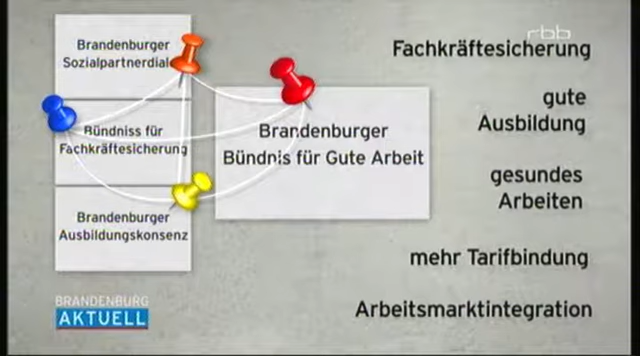 rbb
Brandenburger
Sozialpartnerdial
Bündniss für
Fachkräftesicherung
Brandenburger
Ausbildungskonsenz
Brandenburger
Bündnis für Gute Arbeit
Fachkräftesicherung
gute
Ausbildung
gesundes
Arbeiten
mehr Tarifbindung
Arbeitsmarktintegration
BRANDENBURG
AKTUELL